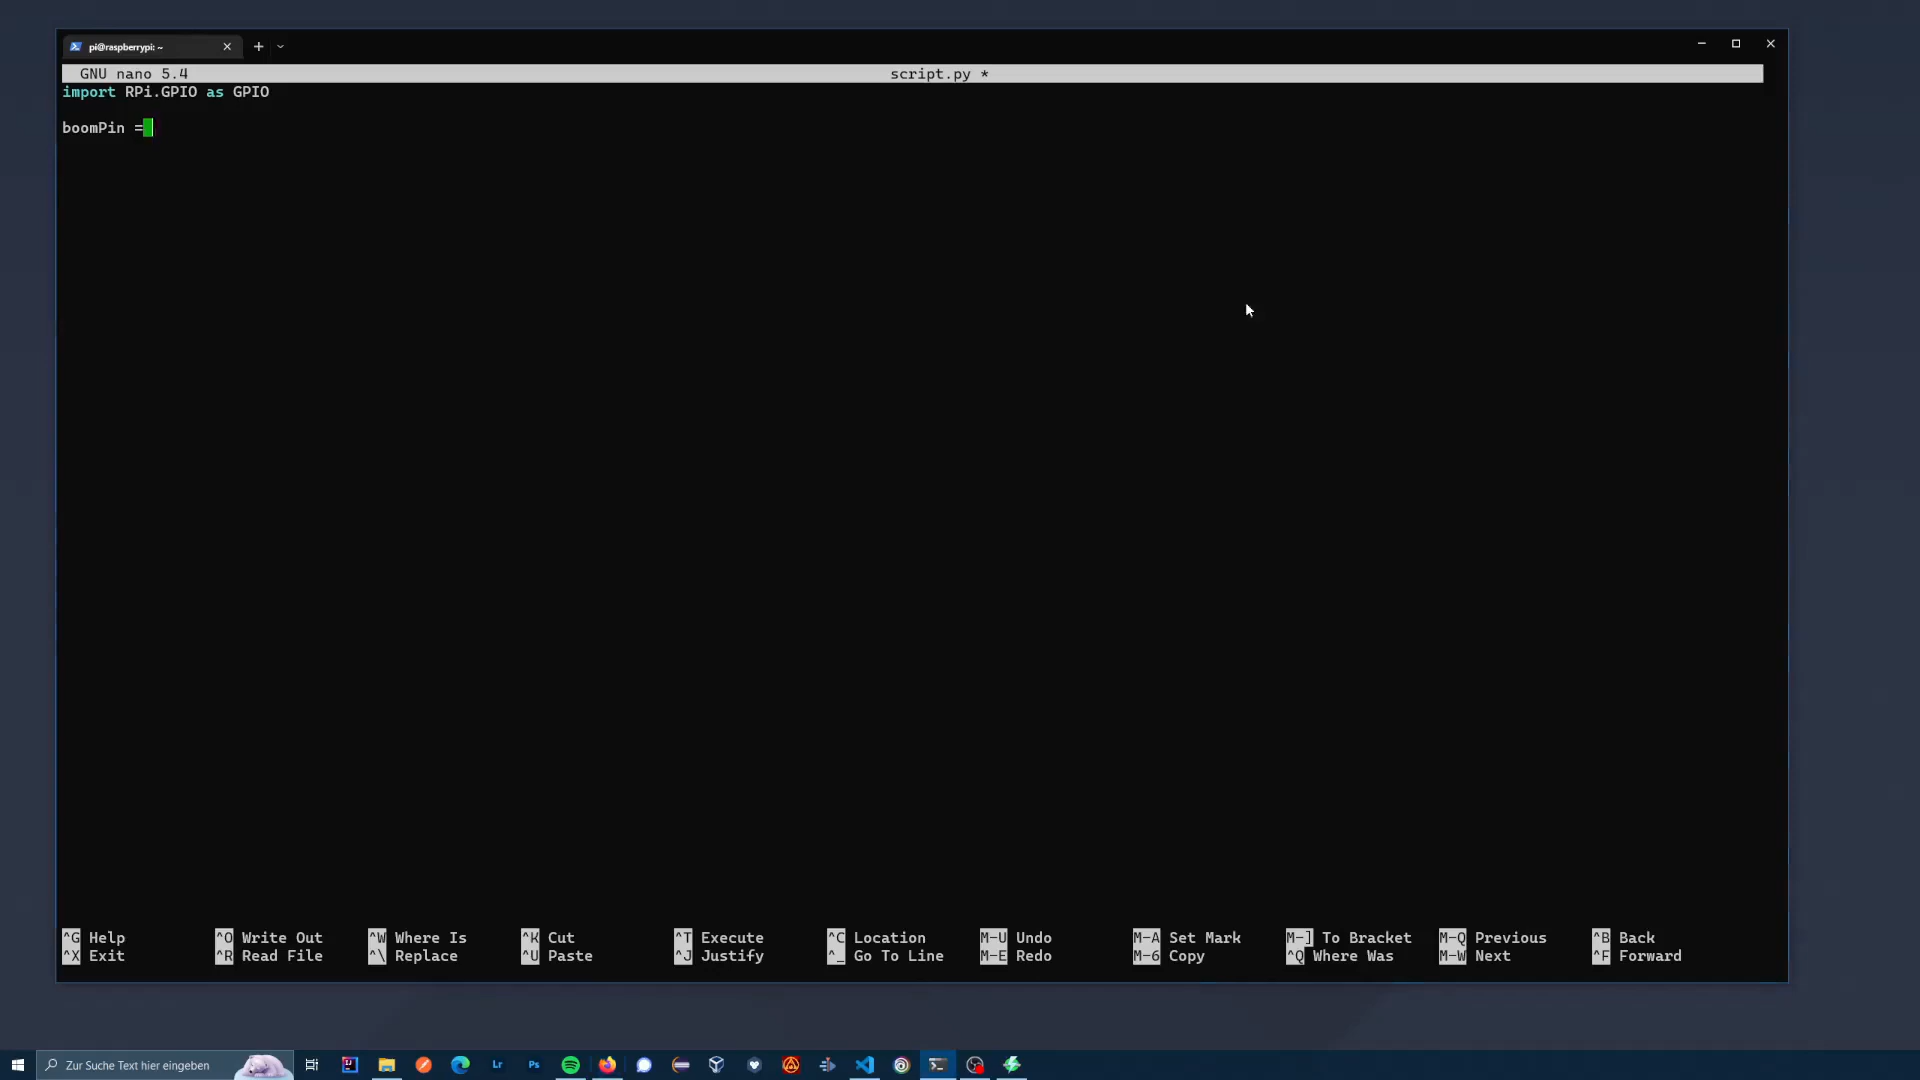 pi@raspberrypi: ~
GNU nano 5.4 script.py *
import RPi.GPIO as GPIO
boomPin =
^G Help ^O Write Out ^W Where Is ^K Cut ^T Execute ^C Location M-U Undo M-A Set Mark M-] To Bracket M-Q Previous ^B Back
^X Exit ^R Read File ^\ Replace ^U Paste ^J Justify ^_ Go To Line M-E Redo M-6 Copy ^Q Where Was M-W Next ^F Forward
Zur Suche Text hier eingeben Lr Ps